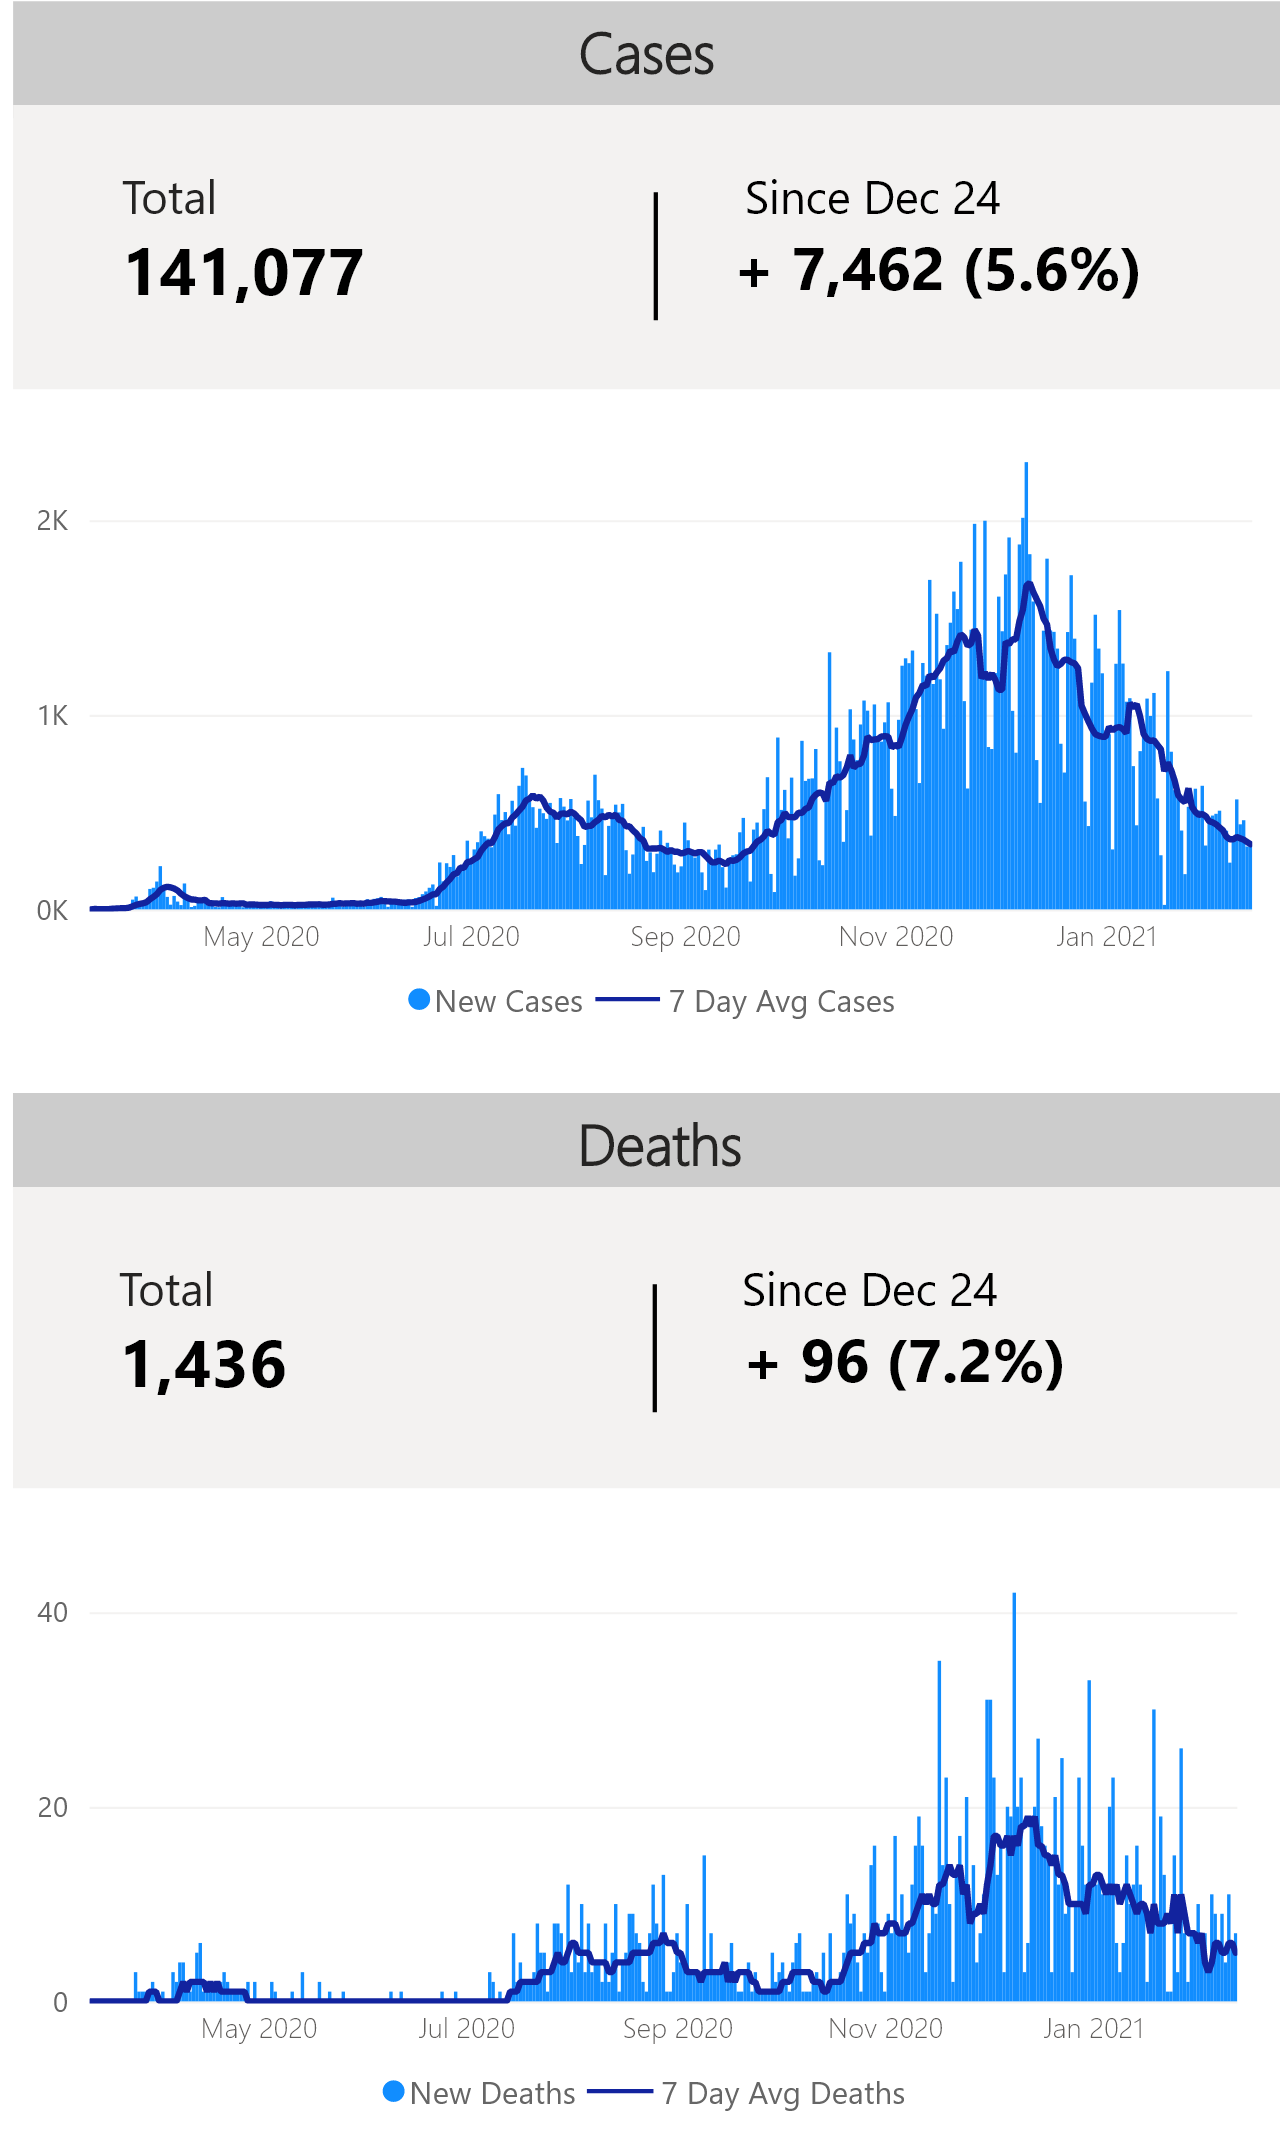 Cases
Total
Since Dec 24
141,077
+ 7,462 (5.6%)
2K
1K
0K
May 2020
Jul 2020
Sep 2020
Nov 2020
Jan 2021
New Cases
7 Day Avg Cases
Deaths
Total
Since Dec 24
1,436
+ 96 (7.2%)
40
20
0
May 2020
Jul 2020
Sep 2020
Nov 2020
Jan 2021
New Deaths
7 Day Avg Deaths